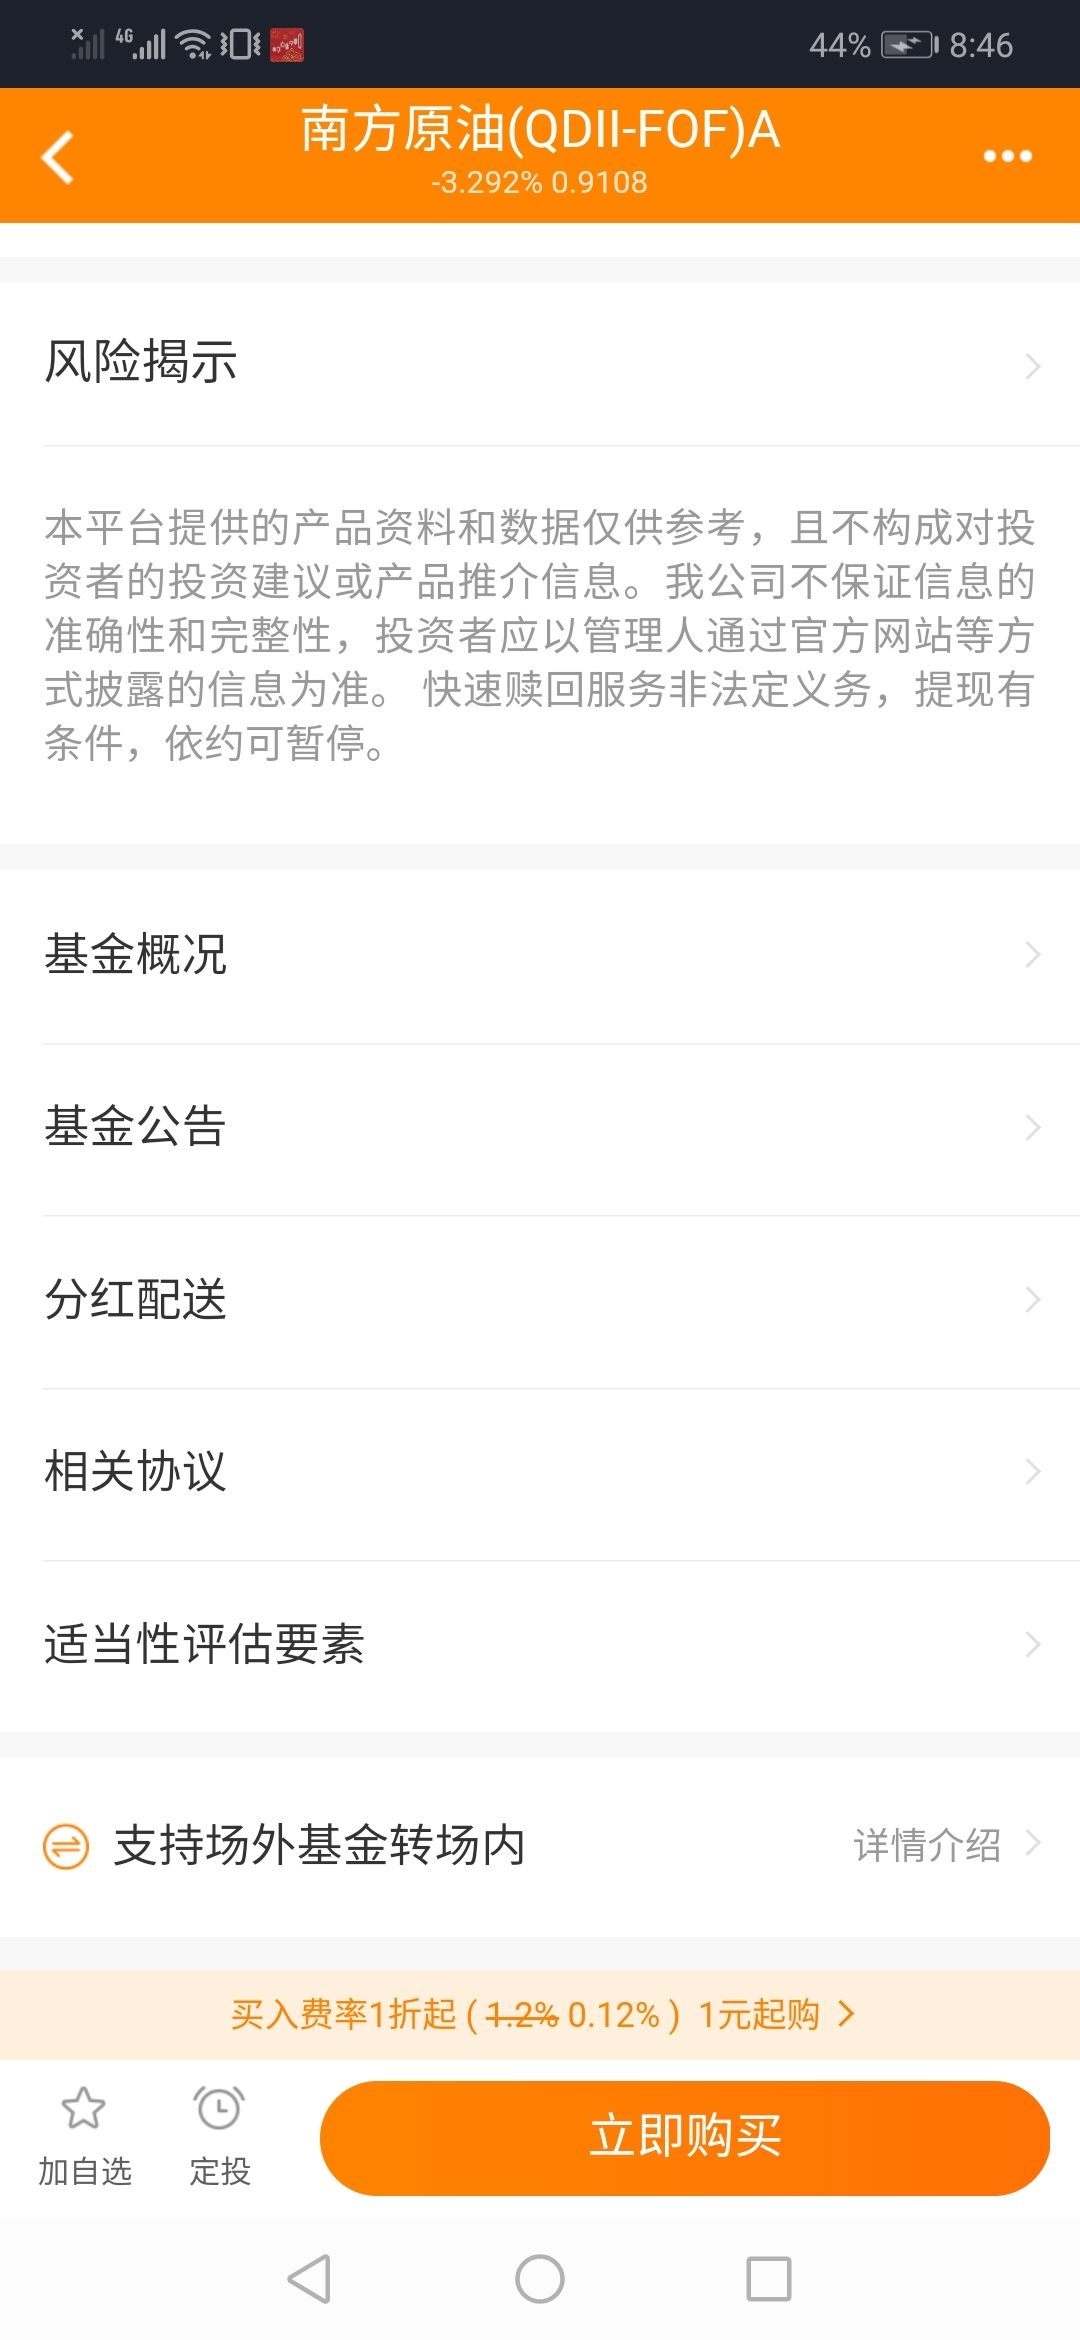 4G 44% 8:46
南方原油(QDII-FOF)A
-3.292% 0.9108
风险揭示
本平台提供的产品资料和数据仅供参考，且不构成对投
资者的投资建议或产品推介信息。我公司不保证信息的
准确性和完整性，投资者应以管理人通过官方网站等方
式披露的信息为准。 快速赎回服务非法定义务，提现有
条件，依约可暂停。
基金概况
基金公告
分红配送
相关协议
适当性评估要素
支持场外基金转场内 详情介绍
买入费率1折起 ( 1.2% 0.12% ) 1元起购
加自选 定投 立即购买